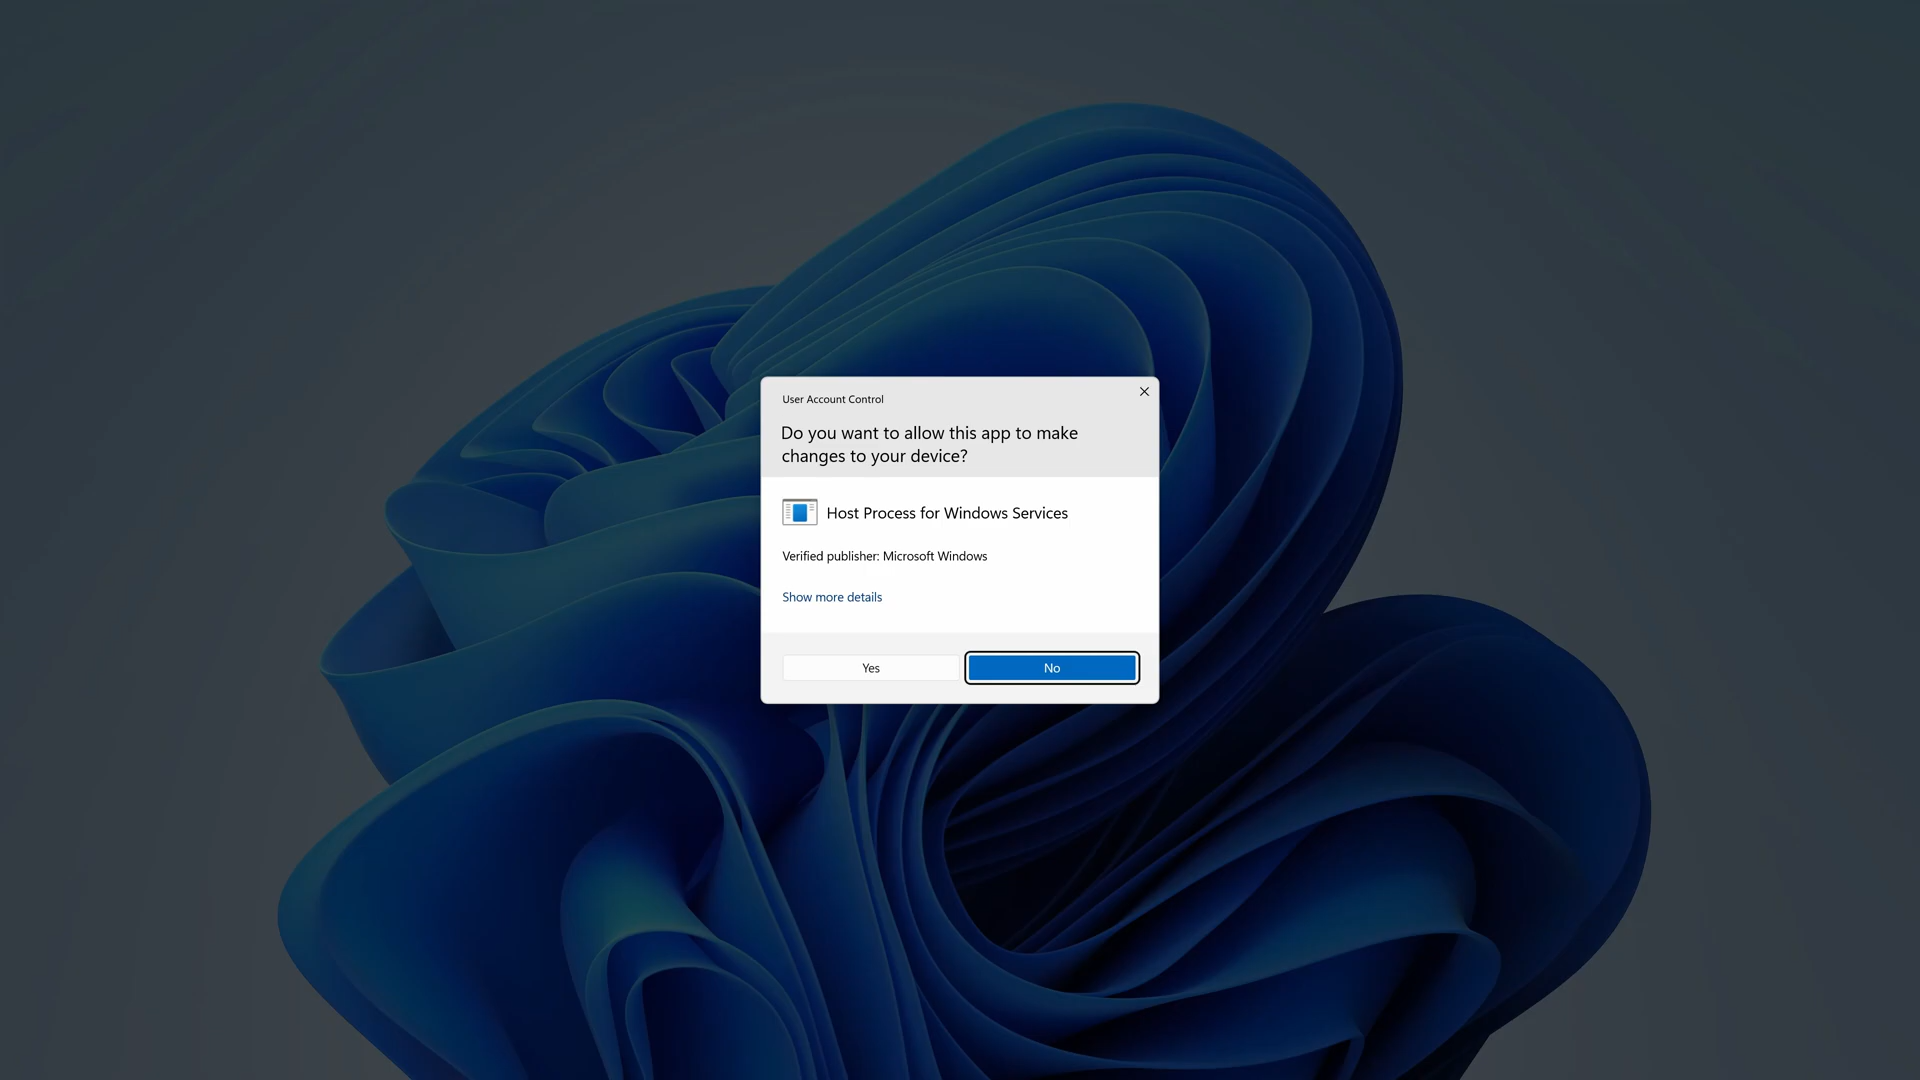 User Account Control
Do you want to allow this app to make
changes to your device?
Host Process for Windows Services
Verified publisher: Microsoft Windows
Show more details
Yes
No